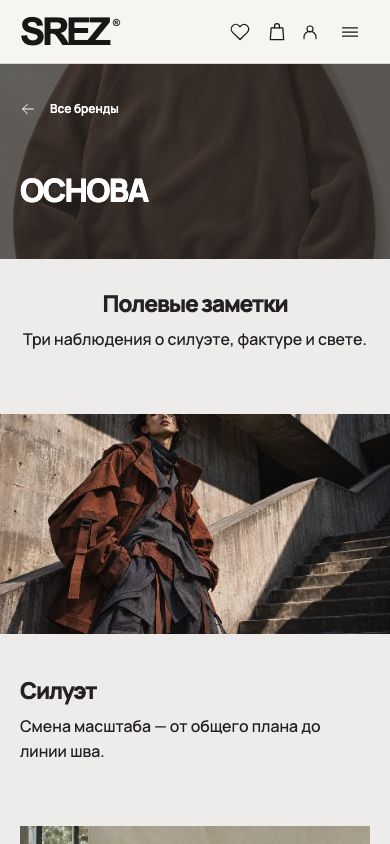 SREZ®
Все бренды
ОСНОВА
Полевые заметки
Три наблюдения о силуэте, фактуре и свете.
Силуэт
Смена масштаба — от общего плана до
линии шва.